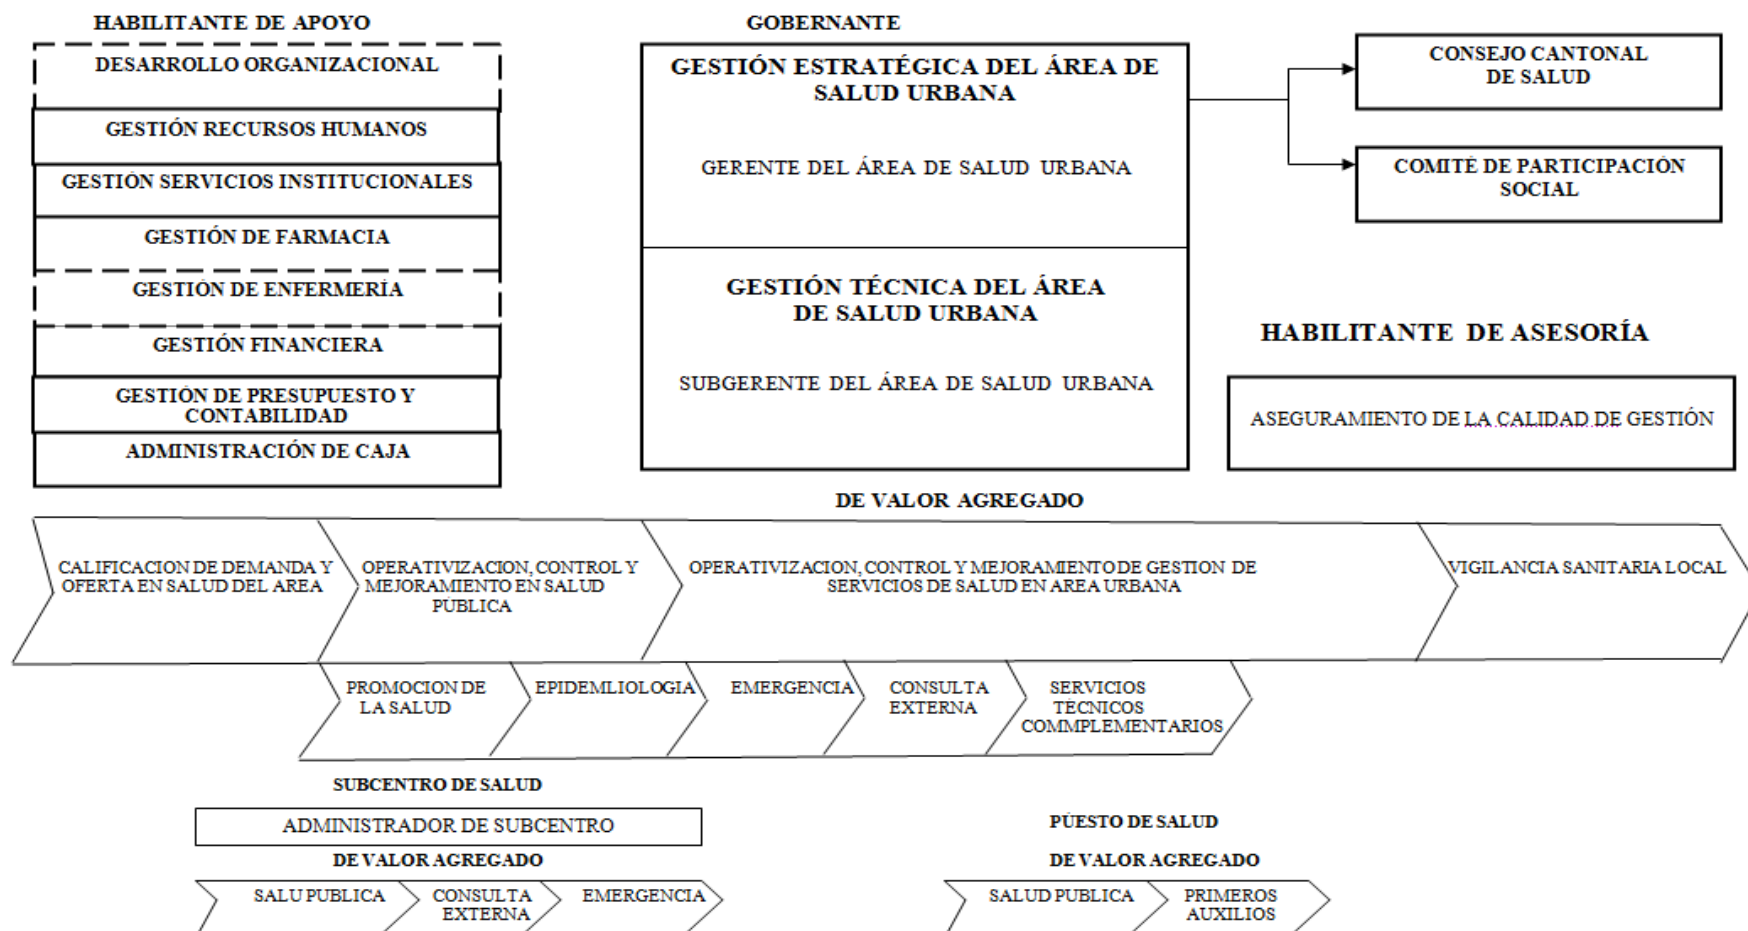 HABILITANTE DE APOYO
DESARROLLO ORGANIZACIONAL
GESTIÓN RECURSOS HUMANOS
GESTIÓN SERVICIOS INSTITUCIONALES
GESTIÓN DE FARMACIA
GESTIÓN DE ENFERMERÍA
GESTIÓN FINANCIERA
GESTIÓN DE PRESUPUESTO Y
CONTABILIDAD
ADMINISTRACIÓN DE CAJA
GOBERNANTE
GESTIÓN ESTRATÉGICA DEL ÁREA DE
SALUD URBANA
GERENTE DEL ÁREA DE SALUD URBANA
GESTIÓN TÉCNICA DEL ÁREA
DE SALUD URBANA
SUBGERENTE DEL ÁREA DE SALUD URBANA
CONSEJO CANTONAL
DE SALUD
COMITÉ DE PARTICIPACIÓN
SOCIAL
HABILITANTE DE ASESORÍA
ASEGURAMIENTO DE LA CALIDAD DE GESTIÓN
DE VALOR AGREGADO
CALIFICACION DE DEMANDA Y
OFERTA EN SALUD DEL AREA
OPERATIVIZACION, CONTROL Y
MEJORAMIENTO EN SALUD
PÚBLICA
OPERATIVIZACION, CONTROL Y MEJORAMIENTO DE GESTION DE
SERVICIOS DE SALUD EN AREA URBANA
VIGILANCIA SANITARIA LOCAL
PROMOCION DE
LA SALUD
EPIDEMLIOLOGIA
EMERGENCIA
CONSULTA
EXTERNA
SERVICIOS
TÉCNICOS
COMMPLEMENTARIOS
SUBCENTRO DE SALUD
ADMINISTRADOR DE SUBCENTRO
DE VALOR AGREGADO
SALU PUBLICA
CONSULTA
EXTERNA
EMERGENCIA
PÚESTO DE SALUD
DE VALOR AGREGADO
SALUD PUBLICA
PRIMEROS
AUXILIOS